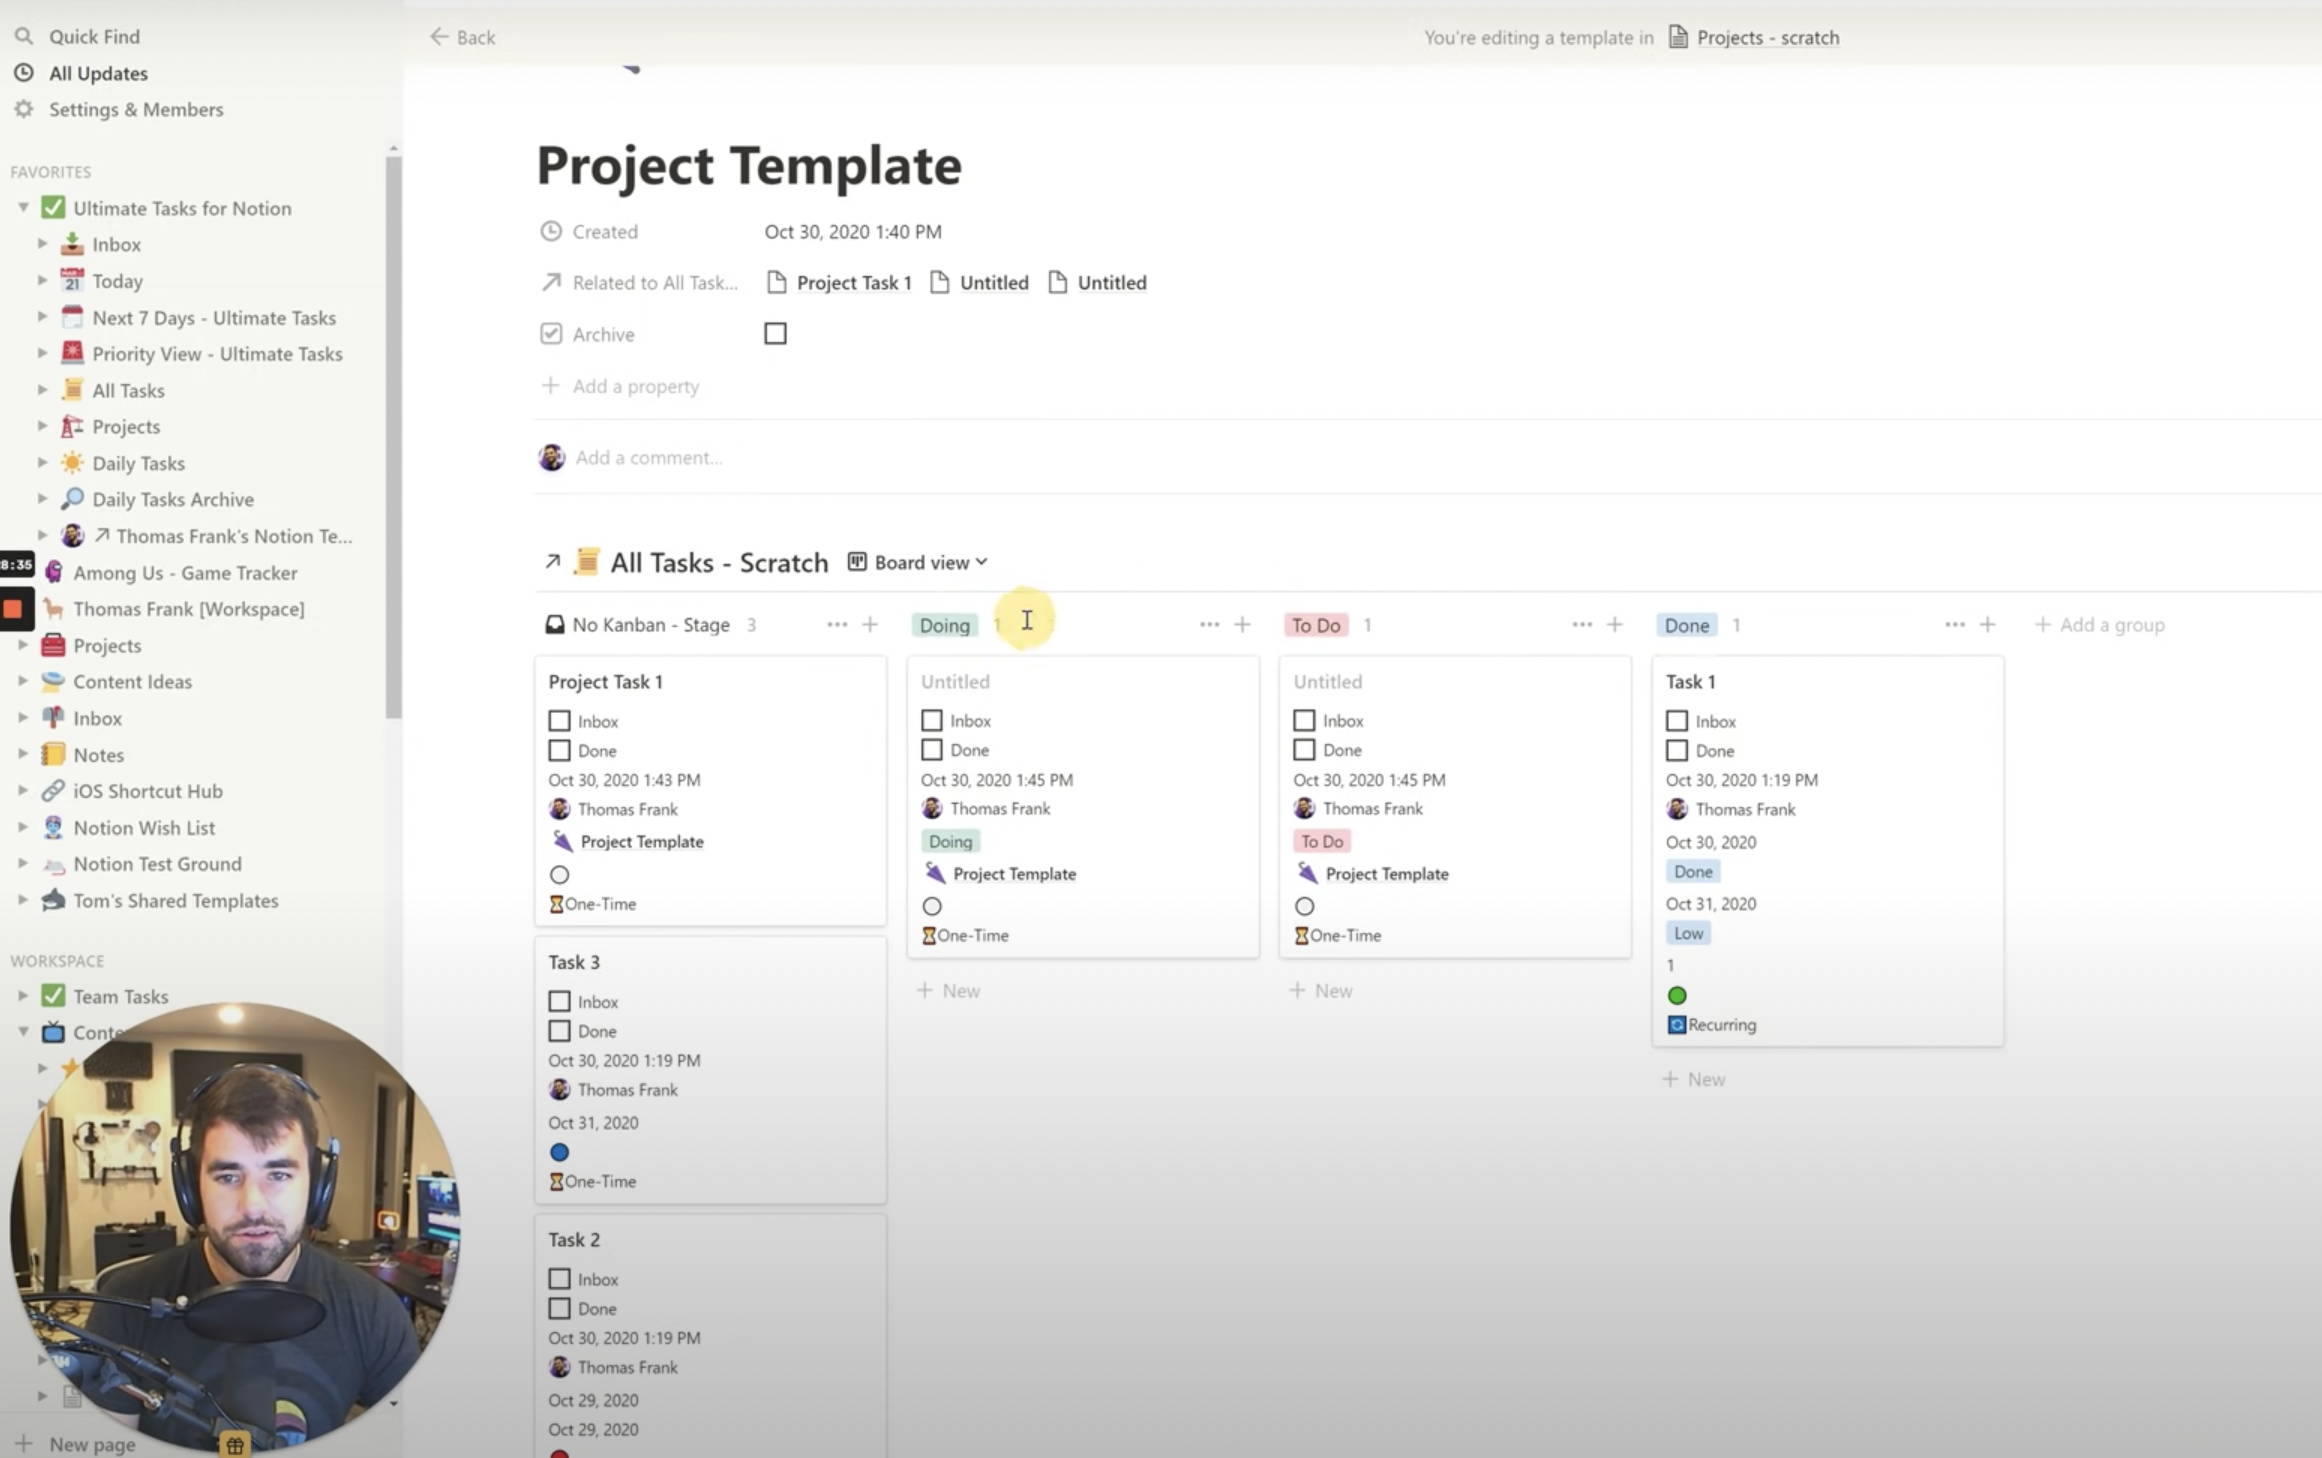 Quick Find
All Updates
Settings & Members
FAVORITES
Ultimate Tasks for Notion
Inbox
Today
Next 7 Days - Ultimate Tasks
Priority View - Ultimate Tasks
All Tasks
Projects
Daily Tasks
Daily Tasks Archive
Thomas Frank's Notion Te...
8:35
Among Us - Game Tracker
Thomas Frank [Workspace]
Projects
Content Ideas
Inbox
Notes
iOS Shortcut Hub
Notion Wish List
Notion Test Ground
Tom's Shared Templates
WORKSPACE
Team Tasks
Conte
New page
Back
You're editing a template in Projects - scratch
Project Template
Created Oct 30, 2020 1:40 PM
Related to All Task... Project Task 1 Untitled Untitled
Archive
Add a property
Add a comment...
All Tasks - Scratch Board view
No Kanban - Stage 3
Project Task 1
Inbox
Done
Oct 30, 2020 1:43 PM
Thomas Frank
Project Template
One-Time
Task 3
Inbox
Done
Oct 30, 2020 1:19 PM
Thomas Frank
Oct 31, 2020
One-Time
Task 2
Inbox
Done
Oct 30, 2020 1:19 PM
Thomas Frank
Oct 29, 2020
Oct 29, 2020
Doing 1
Untitled
Inbox
Done
Oct 30, 2020 1:45 PM
Thomas Frank
Doing
Project Template
One-Time
New
To Do 1
Untitled
Inbox
Done
Oct 30, 2020 1:45 PM
Thomas Frank
To Do
Project Template
One-Time
New
Done 1
Task 1
Inbox
Done
Oct 30, 2020 1:19 PM
Thomas Frank
Oct 30, 2020
Done
Oct 31, 2020
Low
1
Recurring
New
Add a group